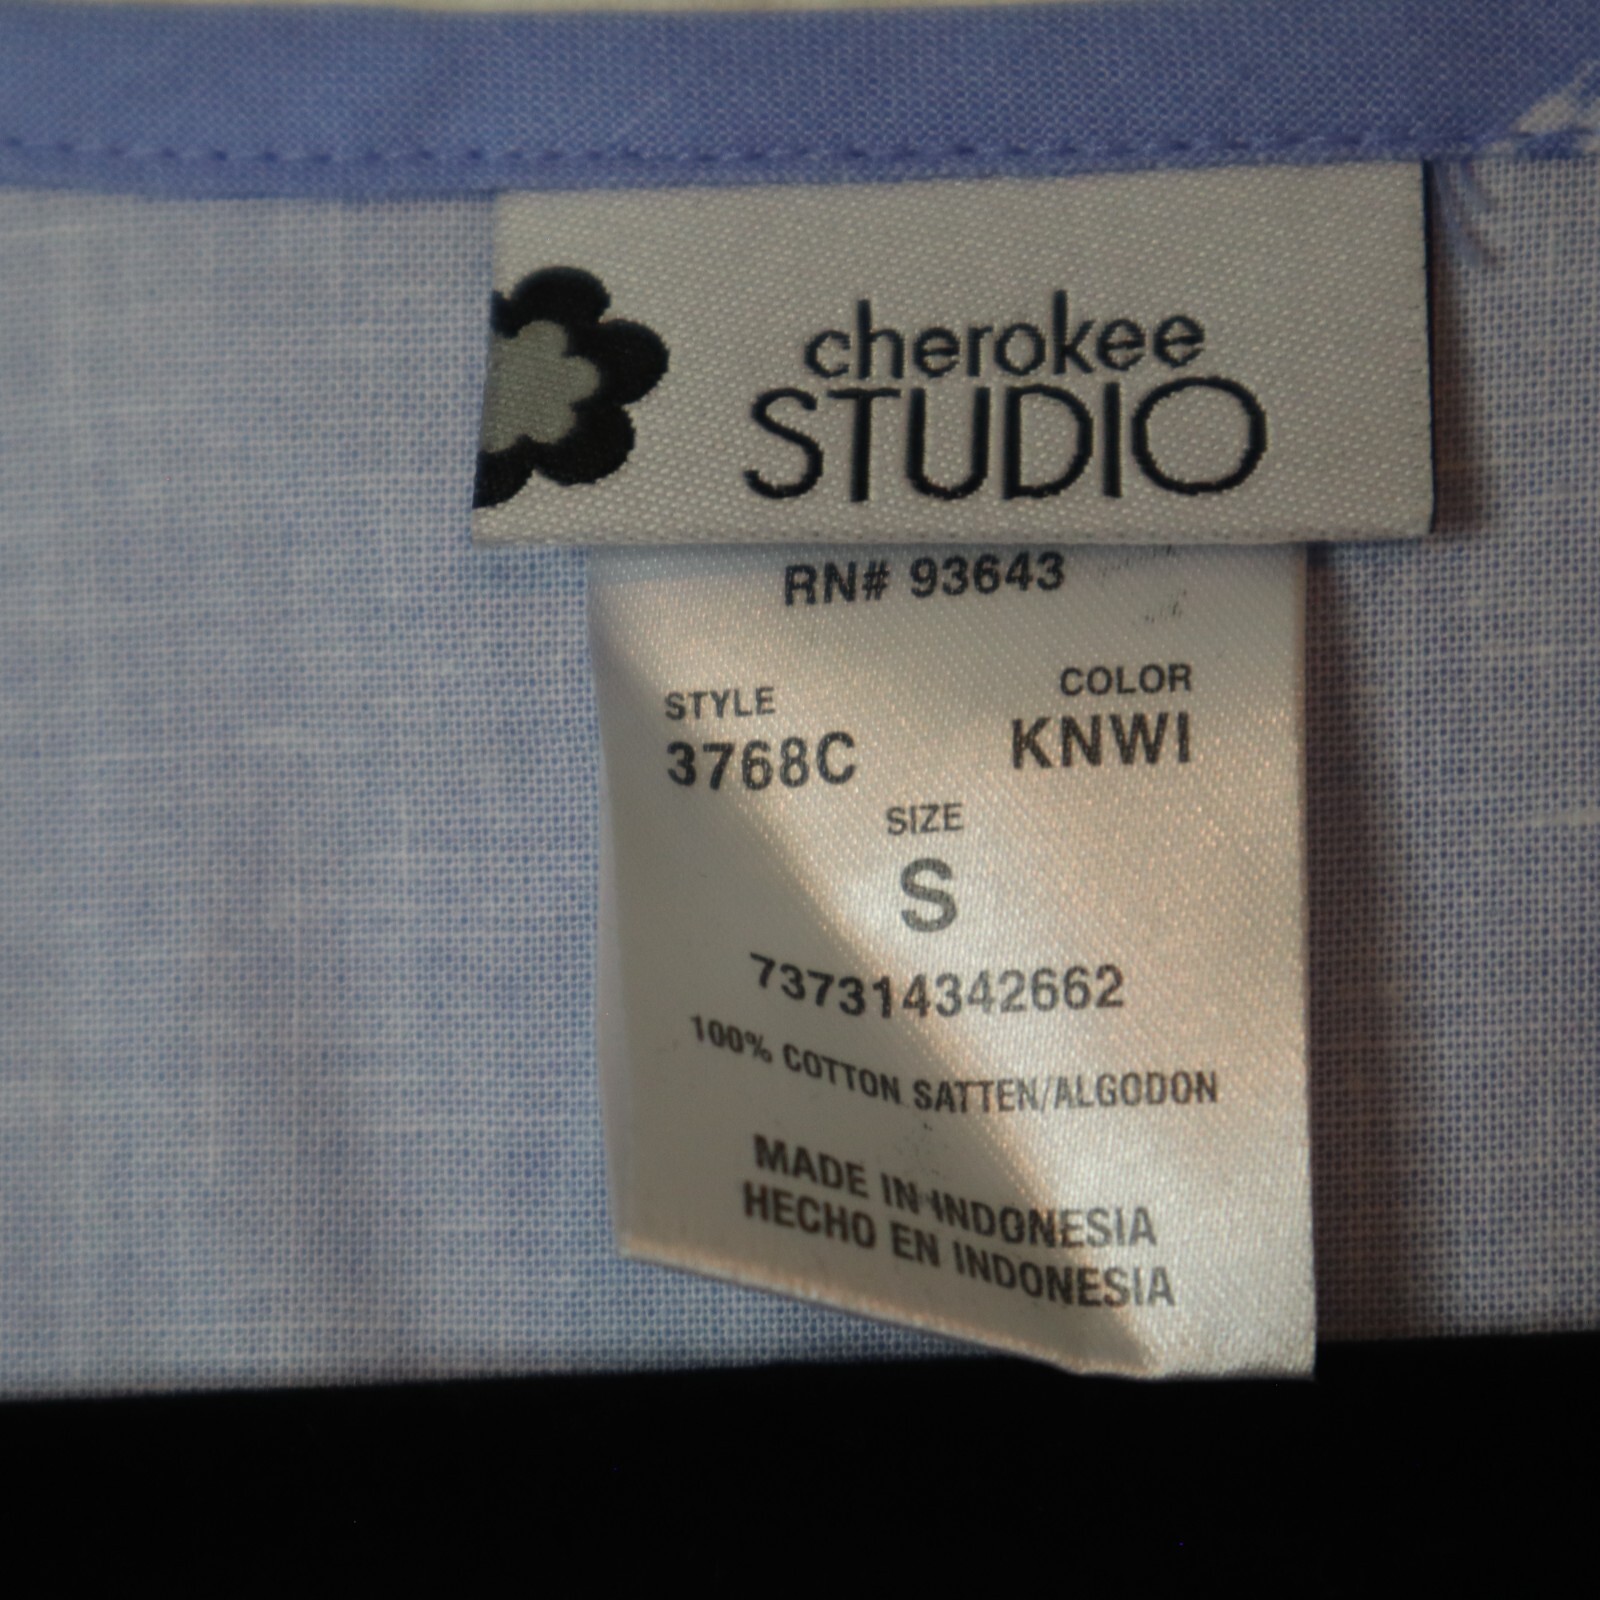 cherokee
STUDIO
RN# 93643
STYLE COLOR
3768C KNWI
SIZE
S
737314342662
100% COTTON SATTEN/ALGODON
MADE IN INDONESIA
HECHO EN INDONESIA